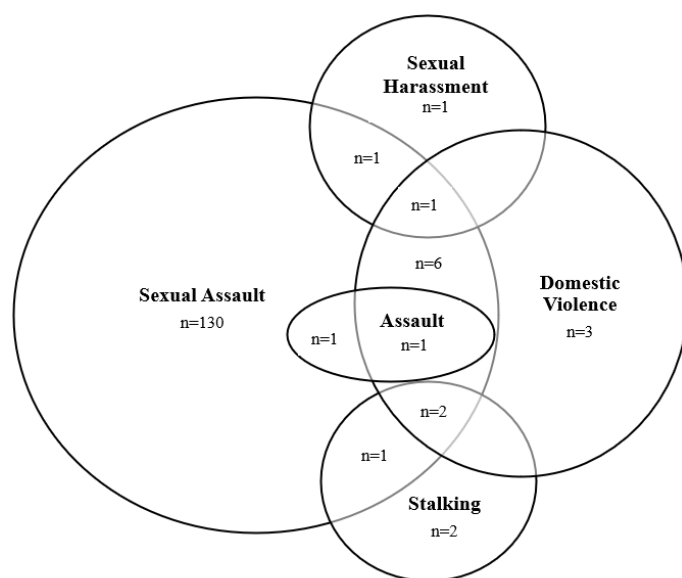 Sexual
Harassment
n=1
n=1
n=1
n=6
Sexual Assault
n=130
Domestic
Violence
n=3
Assault
n=1
n=1
n=2
n=1
Stalking
n=2